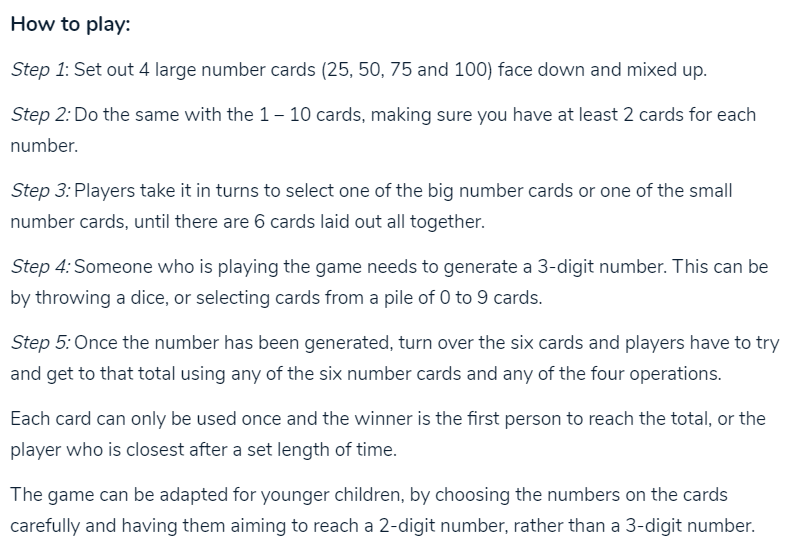 How to play:
Step 1: Set out 4 large number cards (25, 50, 75 and 100) face down and mixed up.
Step 2: Do the same with the 1 – 10 cards, making sure you have at least 2 cards for each
number.
Step 3: Players take it in turns to select one of the big number cards or one of the small
number cards, until there are 6 cards laid out all together.
Step 4: Someone who is playing the game needs to generate a 3-digit number. This can be
by throwing a dice, or selecting cards from a pile of 0 to 9 cards.
Step 5: Once the number has been generated, turn over the six cards and players have to try
and get to that total using any of the six number cards and any of the four operations.
Each card can only be used once and the winner is the first person to reach the total, or the
player who is closest after a set length of time.
The game can be adapted for younger children, by choosing the numbers on the cards
carefully and having them aiming to reach a 2-digit number, rather than a 3-digit number.